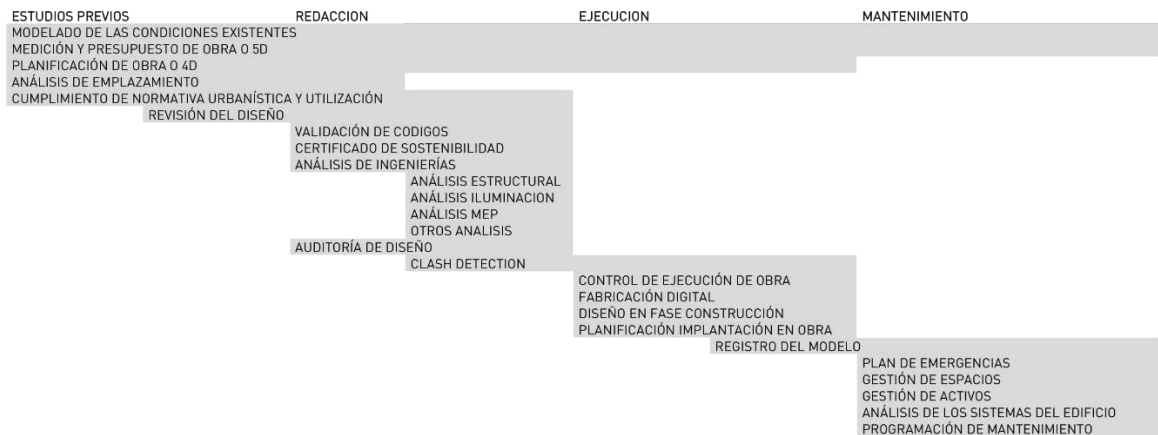 ESTUDIOS PREVIOS REDACCION EJECUCION MANTENIMIENTO
MODELADO DE LAS CONDICIONES EXISTENTES
MEDICIÓN Y PRESUPUESTO DE OBRA O 5D
PLANIFICACIÓN DE OBRA O 4D
ANÁLISIS DE EMPLAZAMIENTO
CUMPLIMIENTO DE NORMATIVA URBANÍSTICA Y UTILIZACIÓN
REVISIÓN DEL DISEÑO
VALIDACIÓN DE CODIGOS
CERTIFICADO DE SOSTENIBILIDAD
ANÁLISIS DE INGENIERÍAS
ANÁLISIS ESTRUCTURAL
ANÁLISIS ILUMINACION
ANÁLISIS MEP
OTROS ANALISIS
AUDITORÍA DE DISEÑO
CLASH DETECTION
CONTROL DE EJECUCIÓN DE OBRA
FABRICACIÓN DIGITAL
DISEÑO EN FASE CONSTRUCCIÓN
PLANIFICACIÓN IMPLANTACIÓN EN OBRA
REGISTRO DEL MODELO
PLAN DE EMERGENCIAS
GESTIÓN DE ESPACIOS
GESTIÓN DE ACTIVOS
ANÁLISIS DE LOS SISTEMAS DEL EDIFICIO
PROGRAMACIÓN DE MANTENIMIENTO